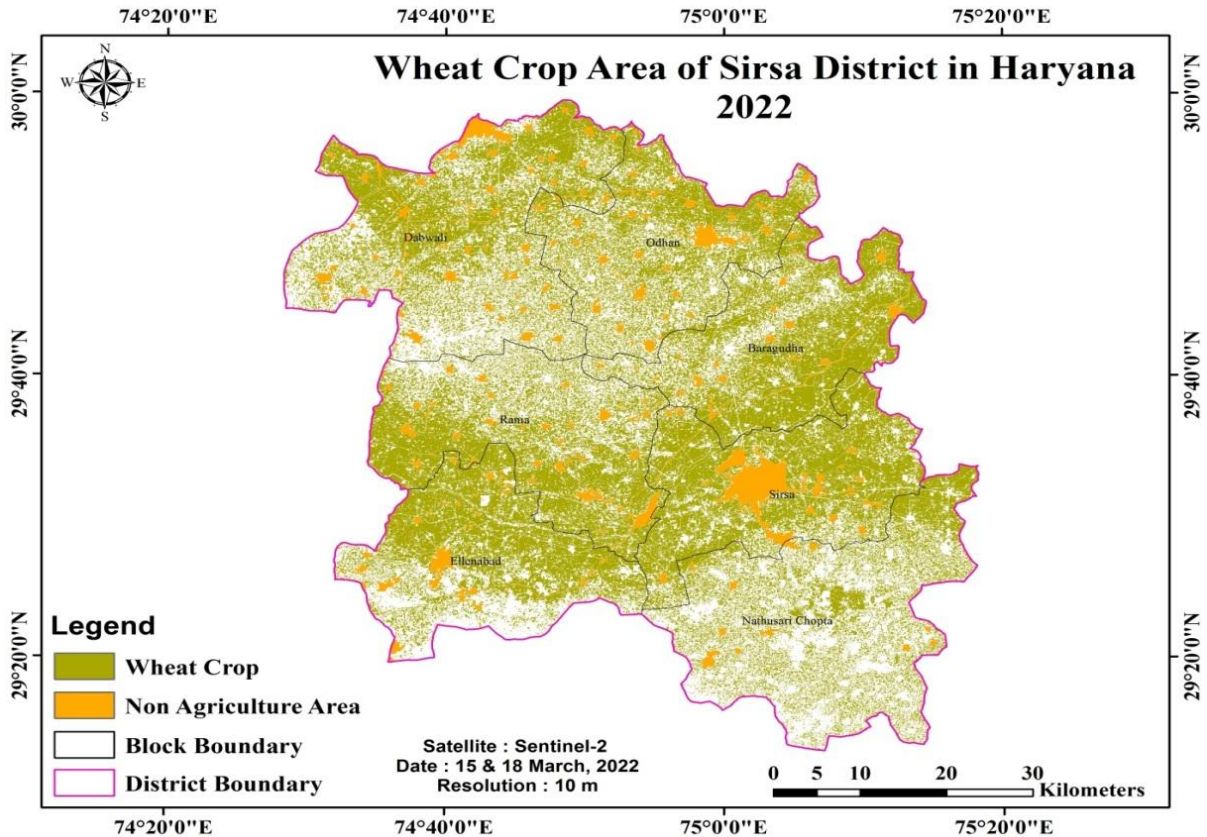 74°20'0"E 74°40'0"E 75°0'0"E 75°20'0"E
Wheat Crop Area of Sirsa District in Haryana
2022
N
W E
S
30°0'0"N 30°0'0"N
Dabwali
Odhan
Baragudha
29°40'0"N 29°40'0"N
Rama
Sirsa
Ellenabad
Nathusari Chopta
29°20'0"N 29°20'0"N
Legend
Wheat Crop
Non Agriculture Area
Block Boundary
District Boundary
Satellite : Sentinel-2
Date : 15 & 18 March, 2022
Resolution : 10 m
0 5 10 20 30
Kilometers
74°20'0"E 74°40'0"E 75°0'0"E 75°20'0"E